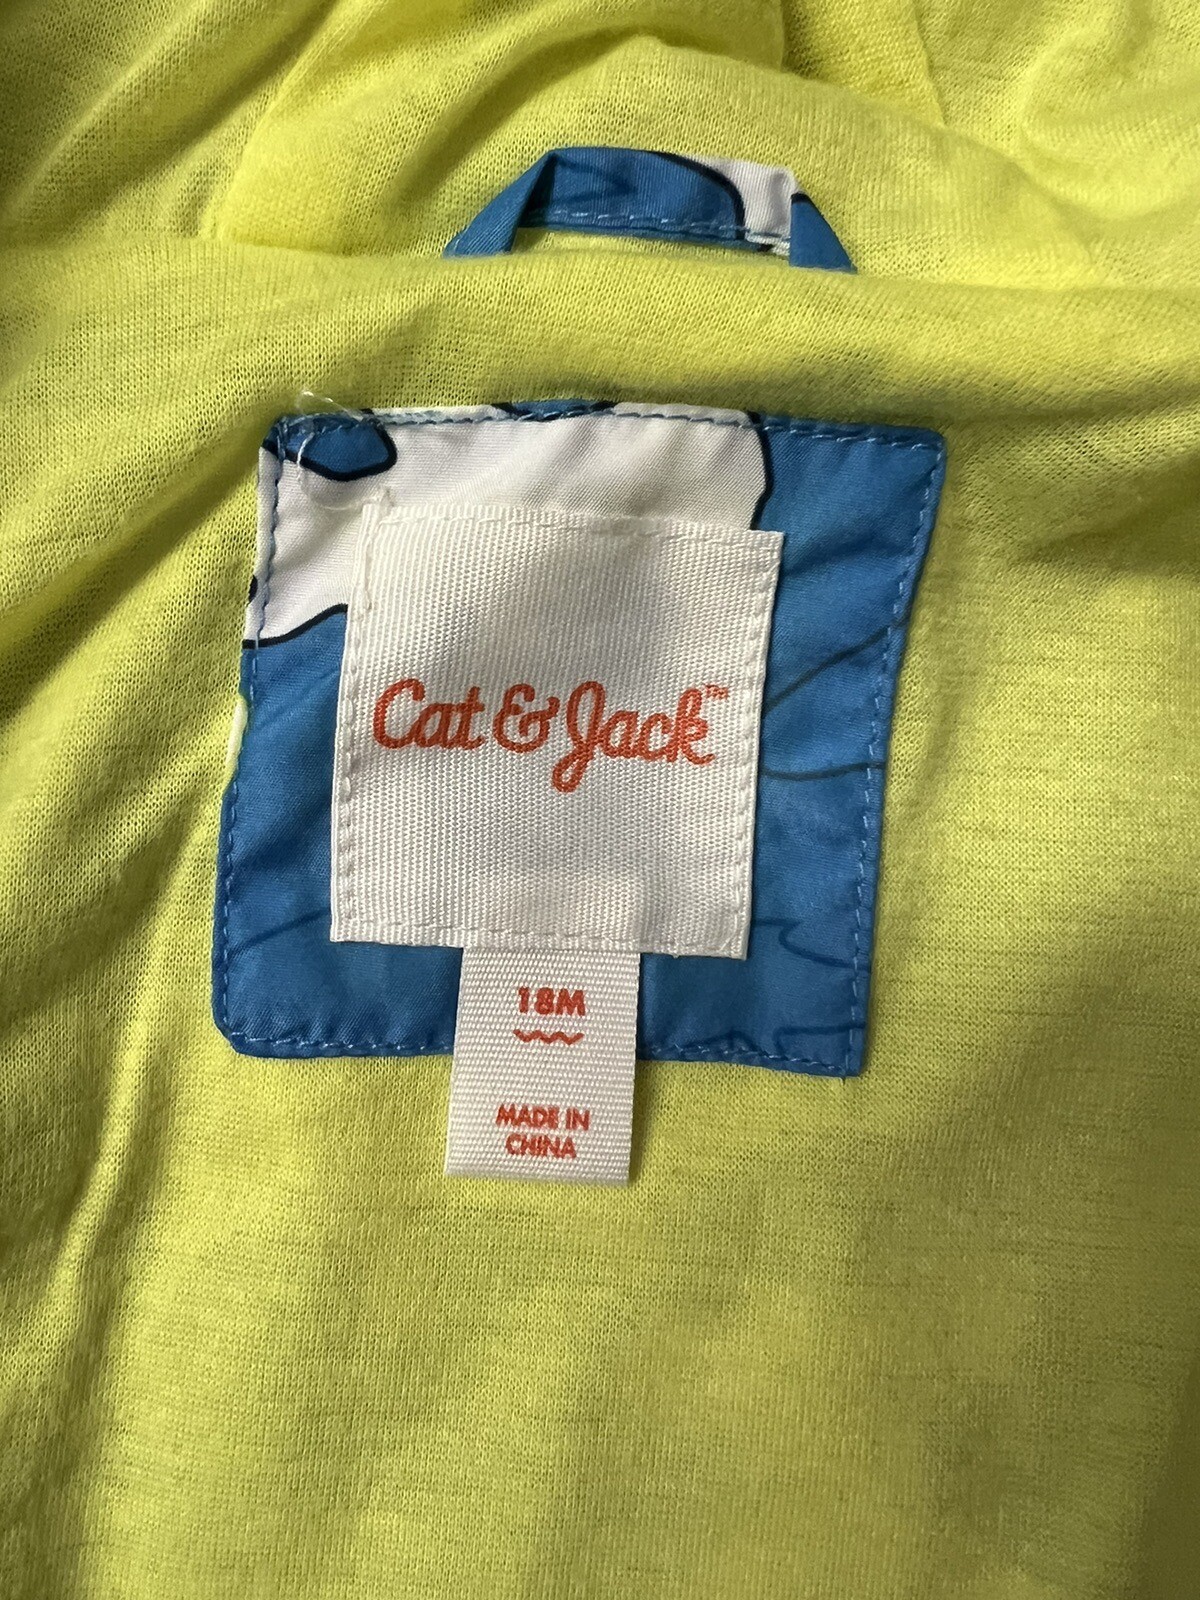 Cat & Jack™
18M
MADE IN
CHINA